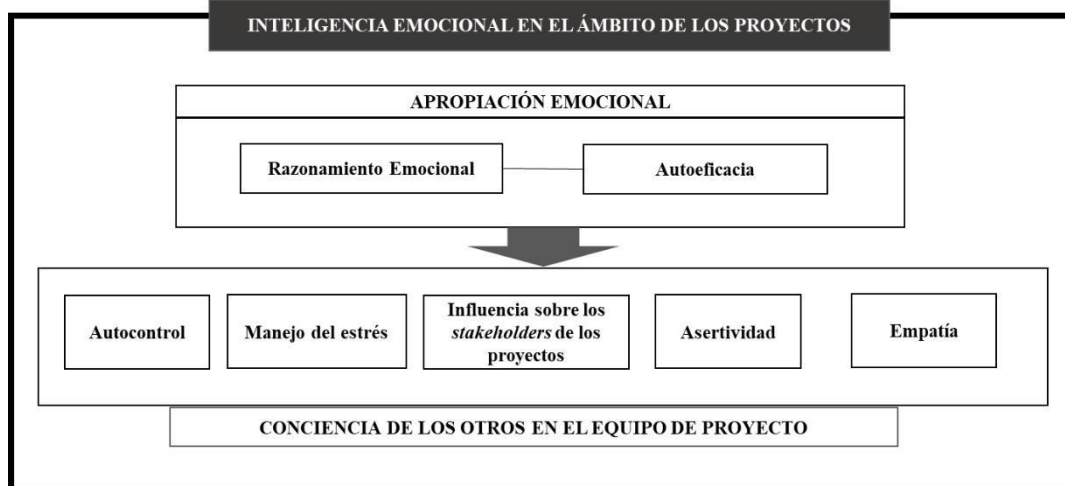 INTELIGENCIA EMOCIONAL EN EL ÁMBITO DE LOS PROYECTOS
APROPIACIÓN EMOCIONAL
Razonamiento Emocional
Autoeficacia
Autocontrol
Manejo del estrés
Influencia sobre los
stakeholders de los
proyectos
Asertividad
Empatía
CONCIENCIA DE LOS OTROS EN EL EQUIPO DE PROYECTO